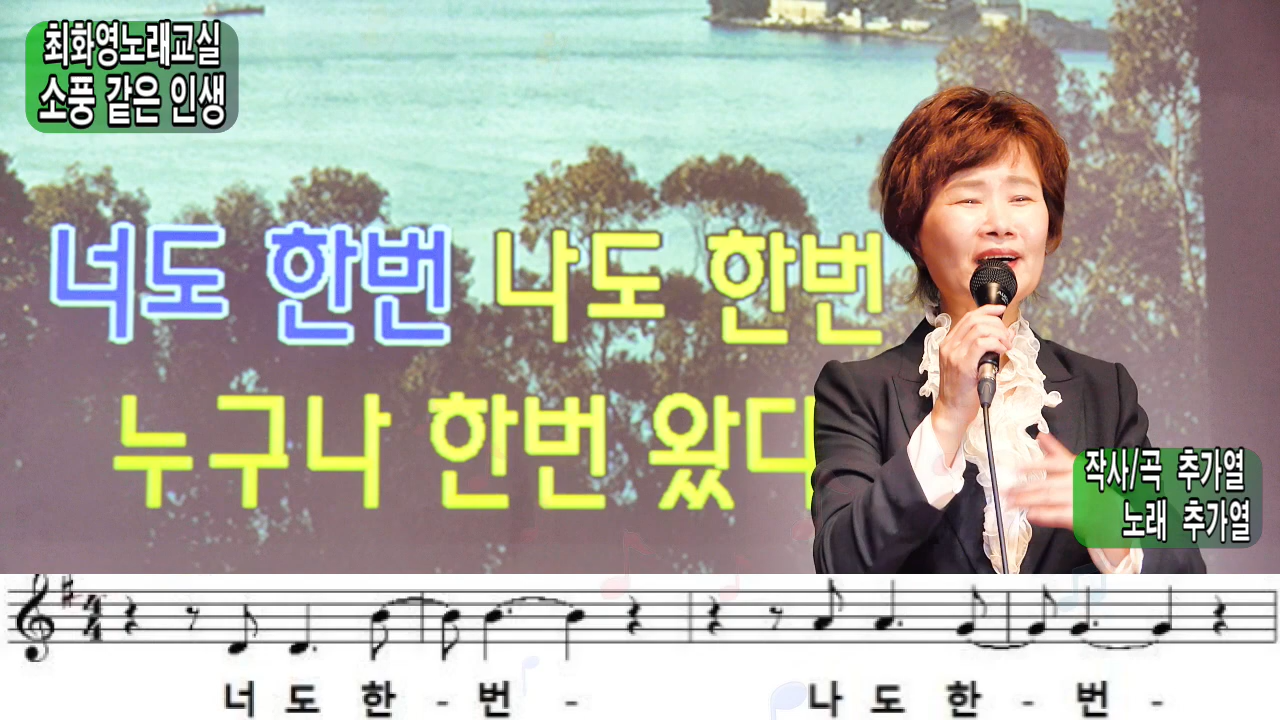 최화영노래교실
소풍 같은 인생
너도 한번 나도 한번
누구나 한번 왔다
작사/곡 추가열
노래 추가열
너 도 한 - 번 - 나 도 한 - 번 -